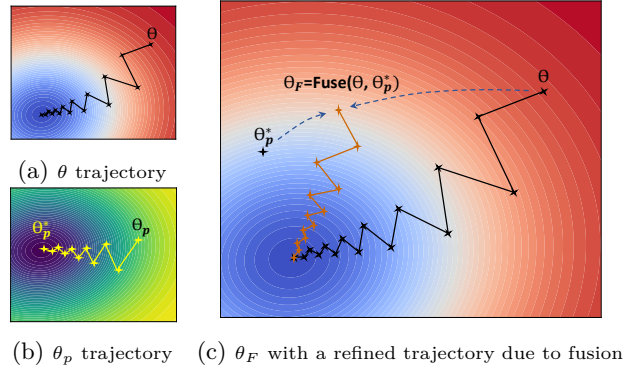 Θ
(a) θ trajectory
Θ*p Θp
(b) θp trajectory
ΘF=Fuse(Θ, Θ*p)
Θ
Θ*p
(c) θF with a refined trajectory due to fusion